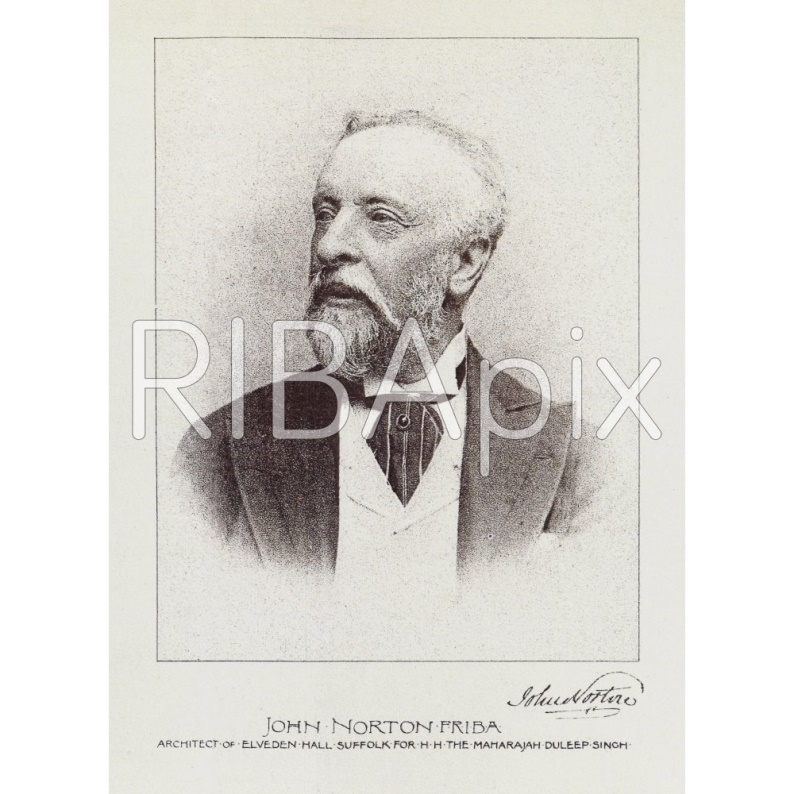 RIBApix
John Norton
JOHN · NORTON · FRIBA ·
ARCHITECT · OF · ELVEDEN · HALL · SUFFOLK · FOR · H · H · THE · MAHARAJAH · DULEEP · SINGH ·